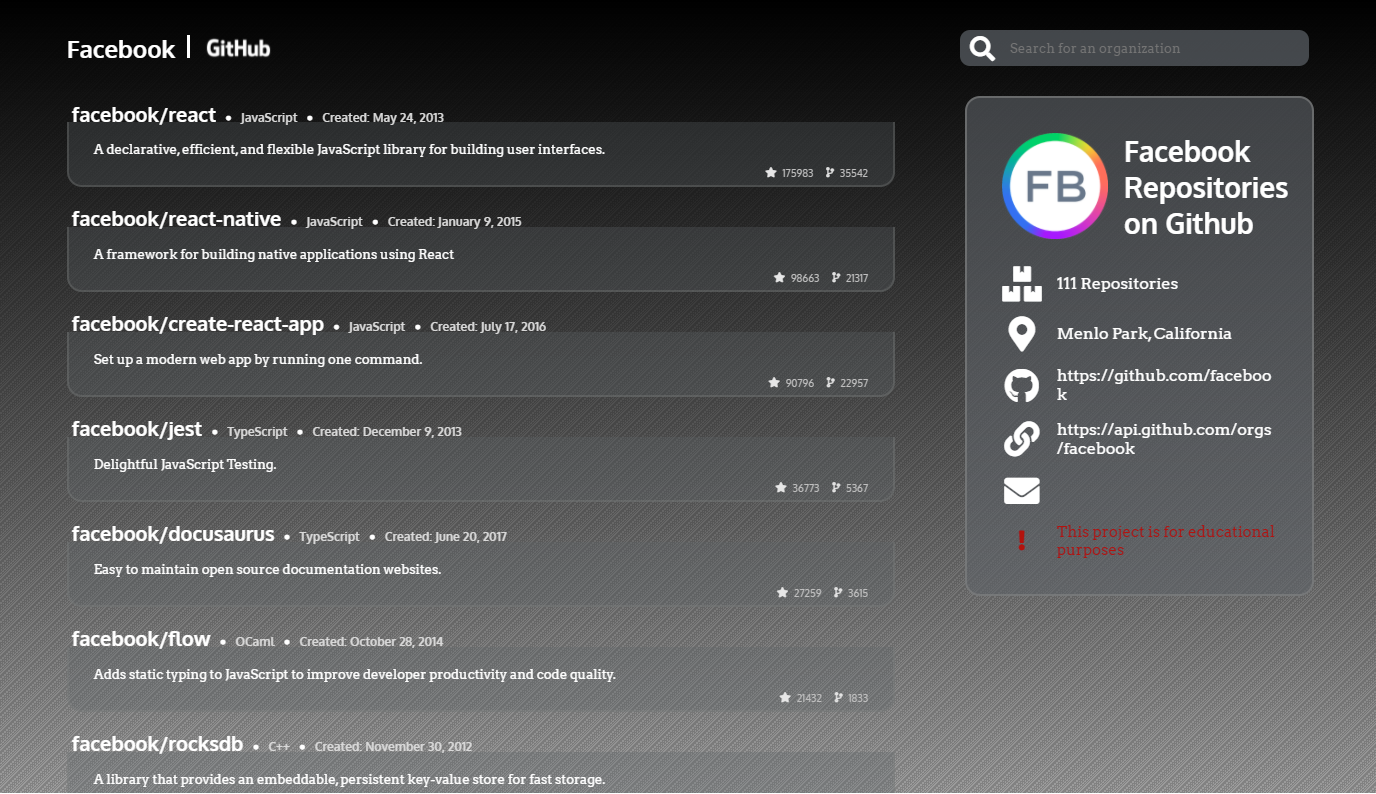 Facebook | GitHub
Search for an organization
facebook/react ● JavaScript ● Created: May 24, 2013
A declarative, efficient, and flexible JavaScript library for building user interfaces.
175983 35542
facebook/react-native ● JavaScript ● Created: January 9, 2015
A framework for building native applications using React
98663 21317
facebook/create-react-app ● JavaScript ● Created: July 17, 2016
Set up a modern web app by running one command.
90796 22957
facebook/jest ● TypeScript ● Created: December 9, 2013
Delightful JavaScript Testing.
36773 5367
facebook/docusaurus ● TypeScript ● Created: June 20, 2017
Easy to maintain open source documentation websites.
27259 3615
facebook/flow ● OCaml ● Created: October 28, 2014
Adds static typing to JavaScript to improve developer productivity and code quality.
21432 1833
facebook/rocksdb ● C++ ● Created: November 30, 2012
A library that provides an embeddable, persistent key-value store for fast storage.
FB
Facebook
Repositories
on Github
111 Repositories
Menlo Park, California
https://github.com/faceboo
k
https://api.github.com/orgs
/facebook
This project is for educational
purposes